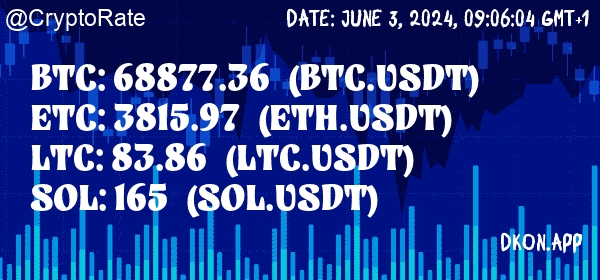 @CryptoRate
DATE: JUNE 3, 2024, 09:06:04 GMT+1
BTC: 68877.36 (BTC.USDT)
ETC: 3815.97 (ETH.USDT)
LTC: 83.86 (LTC.USDT)
SOL: 165 (SOL.USDT)
DKON.APP